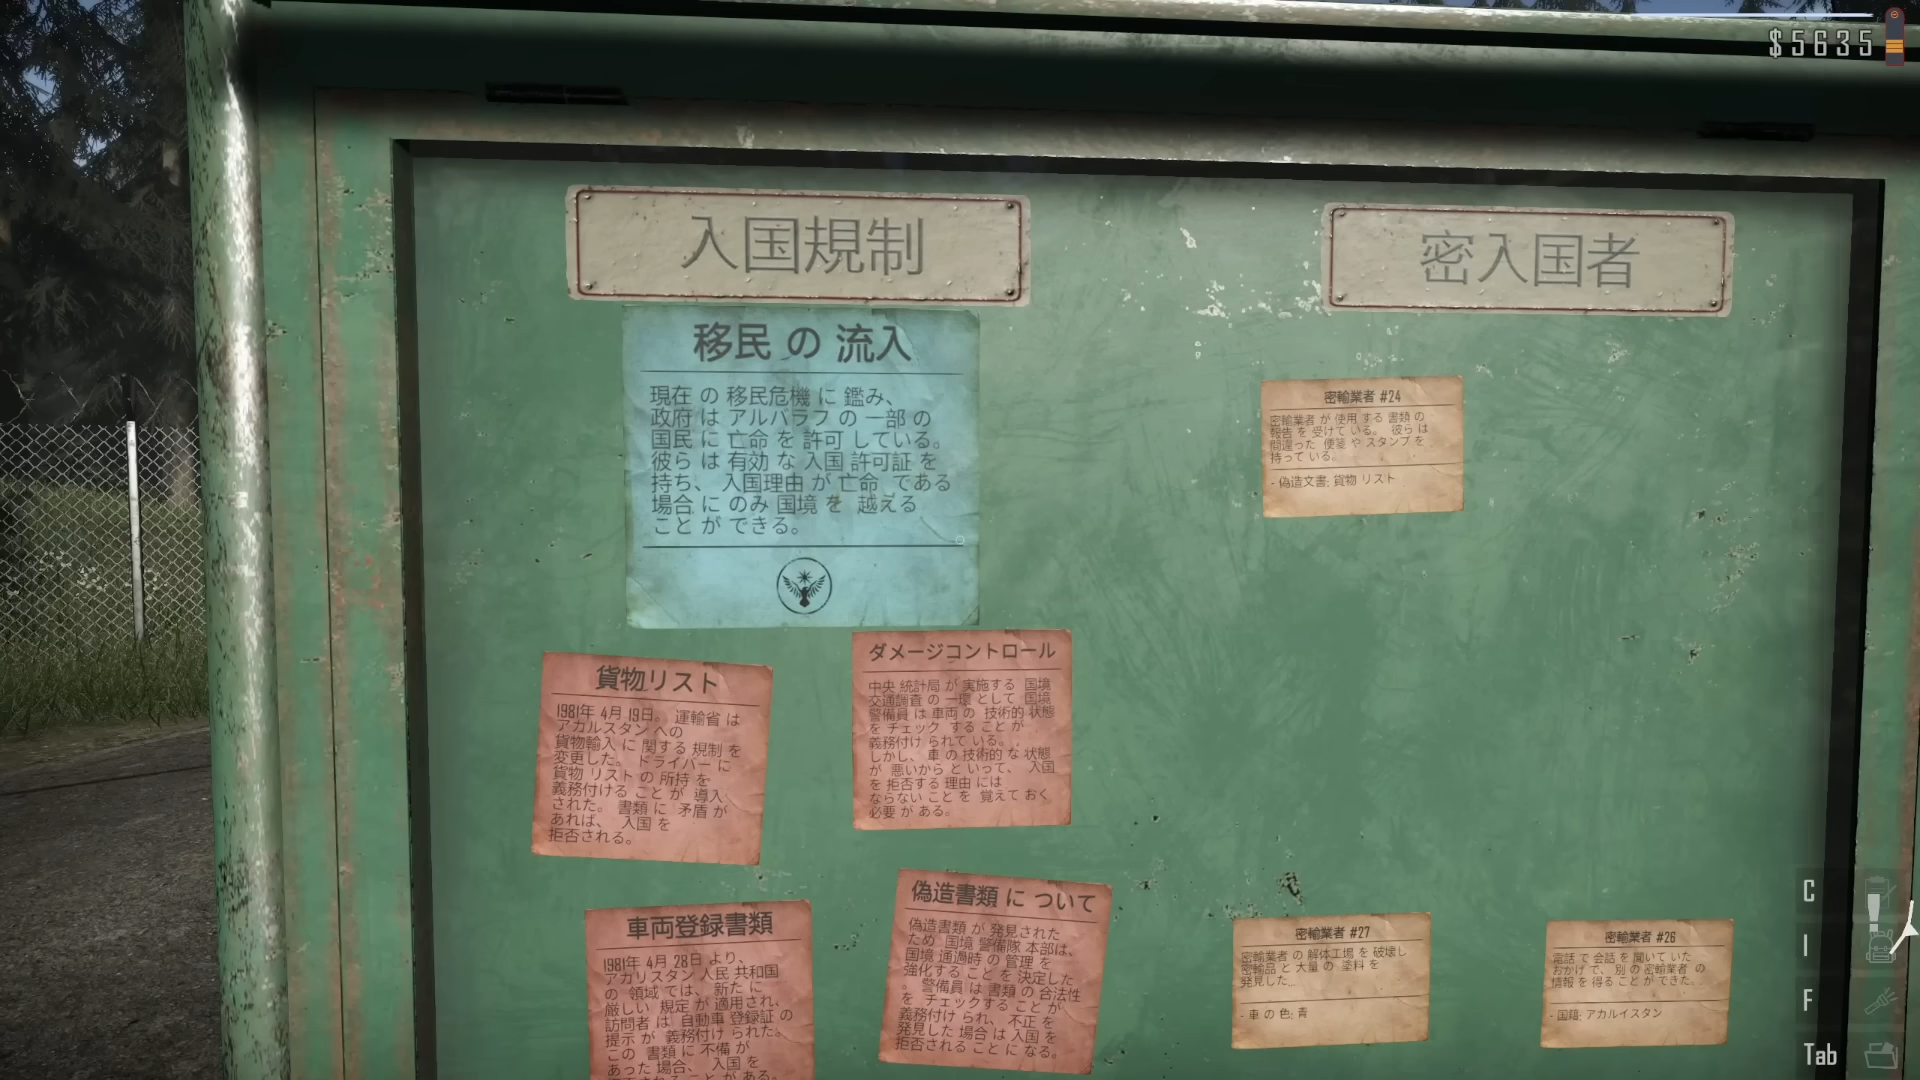 $5635
入国規制
密入国者
移民 の 流入
現在 の 移民危機 に 鑑み、
政府 は アルバラフ の 一部 の
国民 に 亡命 を 許可 している。
彼ら は 有効 な 入国 許可証 を
持ち、 入国理由 が 亡命 である
場合 に のみ 国境 を 越える
こと が できる。
密輸業者 #24
密輸業者 が 使用 する 書類 の
報告 を 受けて いる。 彼ら は
間違った 便箋 や スタンプ を
持って いる。
- 偽造文書: 貨物 リスト
貨物リスト
1981年 4月 19日。 運輸省 は
アカルスタン への
貨物輸入 に 関する 規制 を
変更した。 ドライバー に
貨物 リスト の 所持 を
義務付ける こと が 導入
された。 書類 に 矛盾 が
あれば、 入国 を
拒否される。
ダメージコントロール
中央 統計局 が 実施する 国境
交通調査 の 一環 として 国境
警備員 は 車両 の 技術的 状態
を チェック する こと が
義務付け られて いる。
しかし、 車 の 技術的 な 状態
が 悪いから と いって、 入国
を 拒否する 理由 には
ならない こと を 覚えて おく
必要 が ある。
車両登録書類
1981年 4月 28日 より、
アカリスタン 人民 共和国
の 領域 では、 新た に
厳しい 規定 が 適用され、
訪問者 は 自動車 登録証 の
提示 が 義務付け られた。
この 書類 に 不備 が
あった 場合、 入国 を
偽造書類 に ついて
偽造書類 が 発見された
ため 国境 警備隊 本部は、
国境 通過時 の 管理 を
強化する こと を 決定した
。 警備員 は 書類 の 合法性
を チェックする こと が
義務付け られ、 不正 を
発見した 場合 は 入国 を
拒否される こと に なる。
密輸業者 #27
密輸業者 の 解体工場 を 破壊し
密輸品 と 大量 の 塗料 を
発見した...
- 車 の 色: 青
密輸業者 #26
電話 で 会話 を 聞いて いた
おかげ で、 別 の 密輸業者 の
情報 を 得る こと が できた。
- 国籍: アカルイスタン
C
I
F
Tab